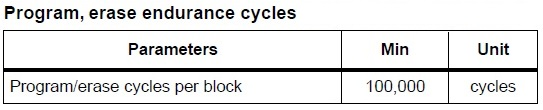 Program, erase endurance cycles
Parameters Min Unit
Program/erase cycles per block 100,000 cycles